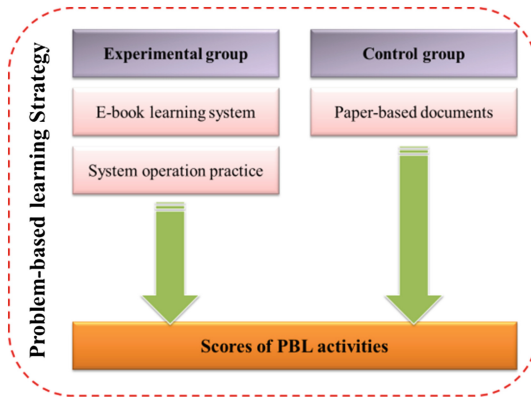 Problem-based learning Strategy
Experimental group
Control group
E-book learning system
Paper-based documents
System operation practice
Scores of PBL activities